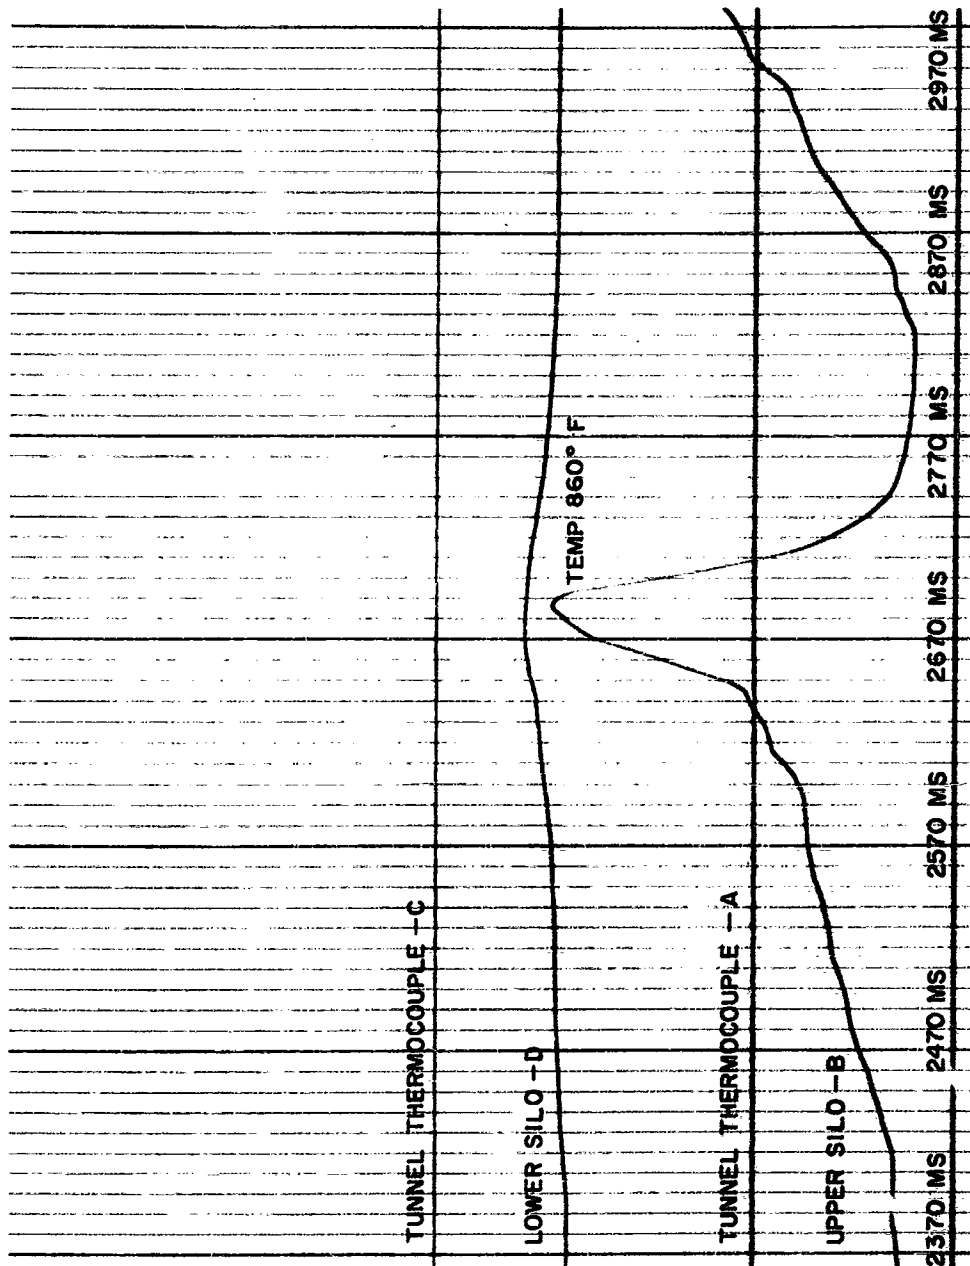 TUNNEL THERMOCOUPLE -C
LOWER SILO -D
TEMP 860° F
TUNNEL THERMOCOUPLE -A
UPPER SILO -B
2370 MS 2470 MS 2570 MS 2670 MS 2770 MS 2870 MS 2970 MS